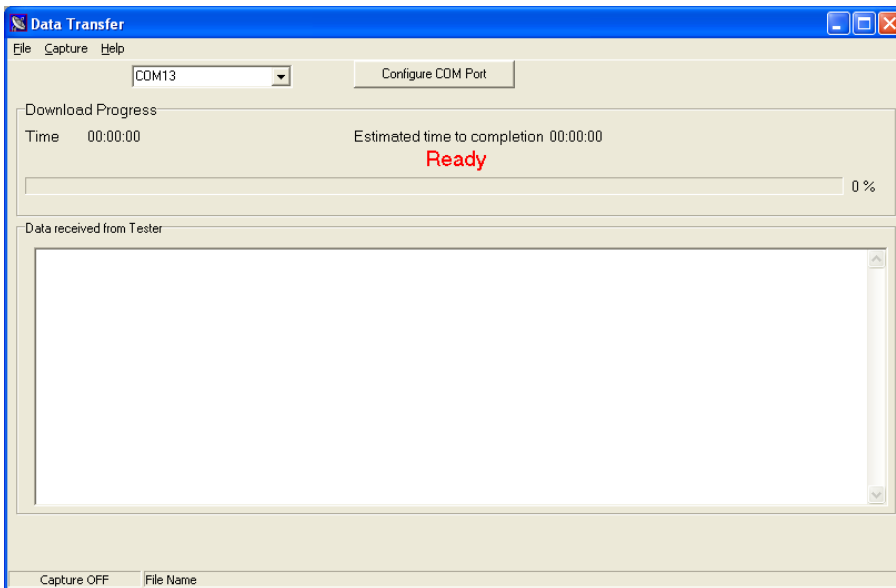 Data Transfer
File Capture Help
COM13 Configure COM Port
Download Progress
Time 00:00:00 Estimated time to completion 00:00:00
Ready
0 %
Data received from Tester
Capture OFF File Name